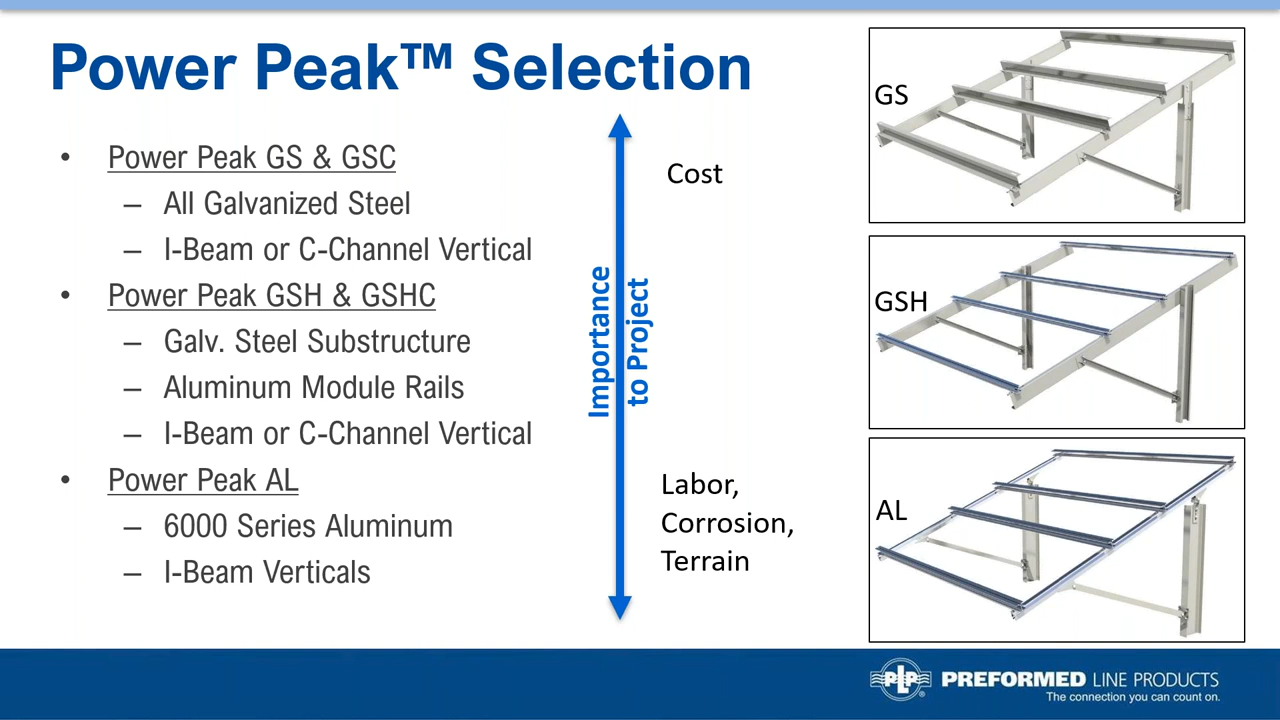 Power Peak™ Selection
• Power Peak GS & GSC
– All Galvanized Steel
– I-Beam or C-Channel Vertical
• Power Peak GSH & GSHC
– Galv. Steel Substructure
– Aluminum Module Rails
– I-Beam or C-Channel Vertical
• Power Peak AL
– 6000 Series Aluminum
– I-Beam Verticals
Importance
to Project
Cost
Labor,
Corrosion,
Terrain
GS
GSH
AL
PLP®
PREFORMED LINE PRODUCTS
The connection you can count on.